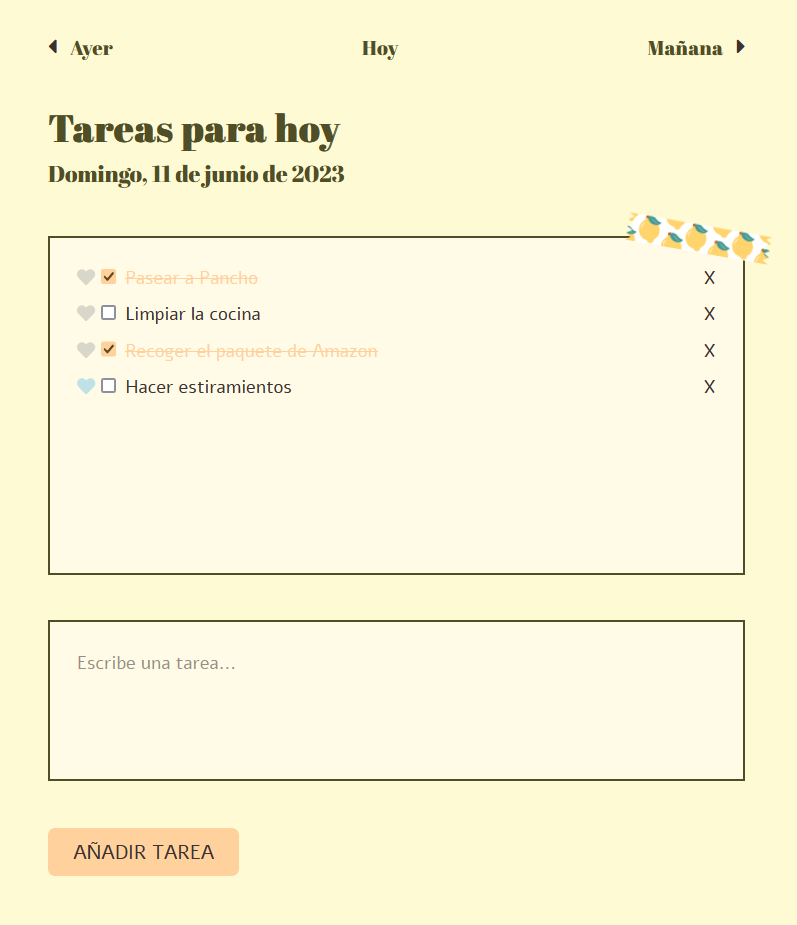 Ayer Hoy Mañana
Tareas para hoy
Domingo, 11 de junio de 2023
Pasear a Pancho X
Limpiar la cocina X
Recoger el paquete de Amazon X
Hacer estiramientos X
Escribe una tarea...
AÑADIR TAREA